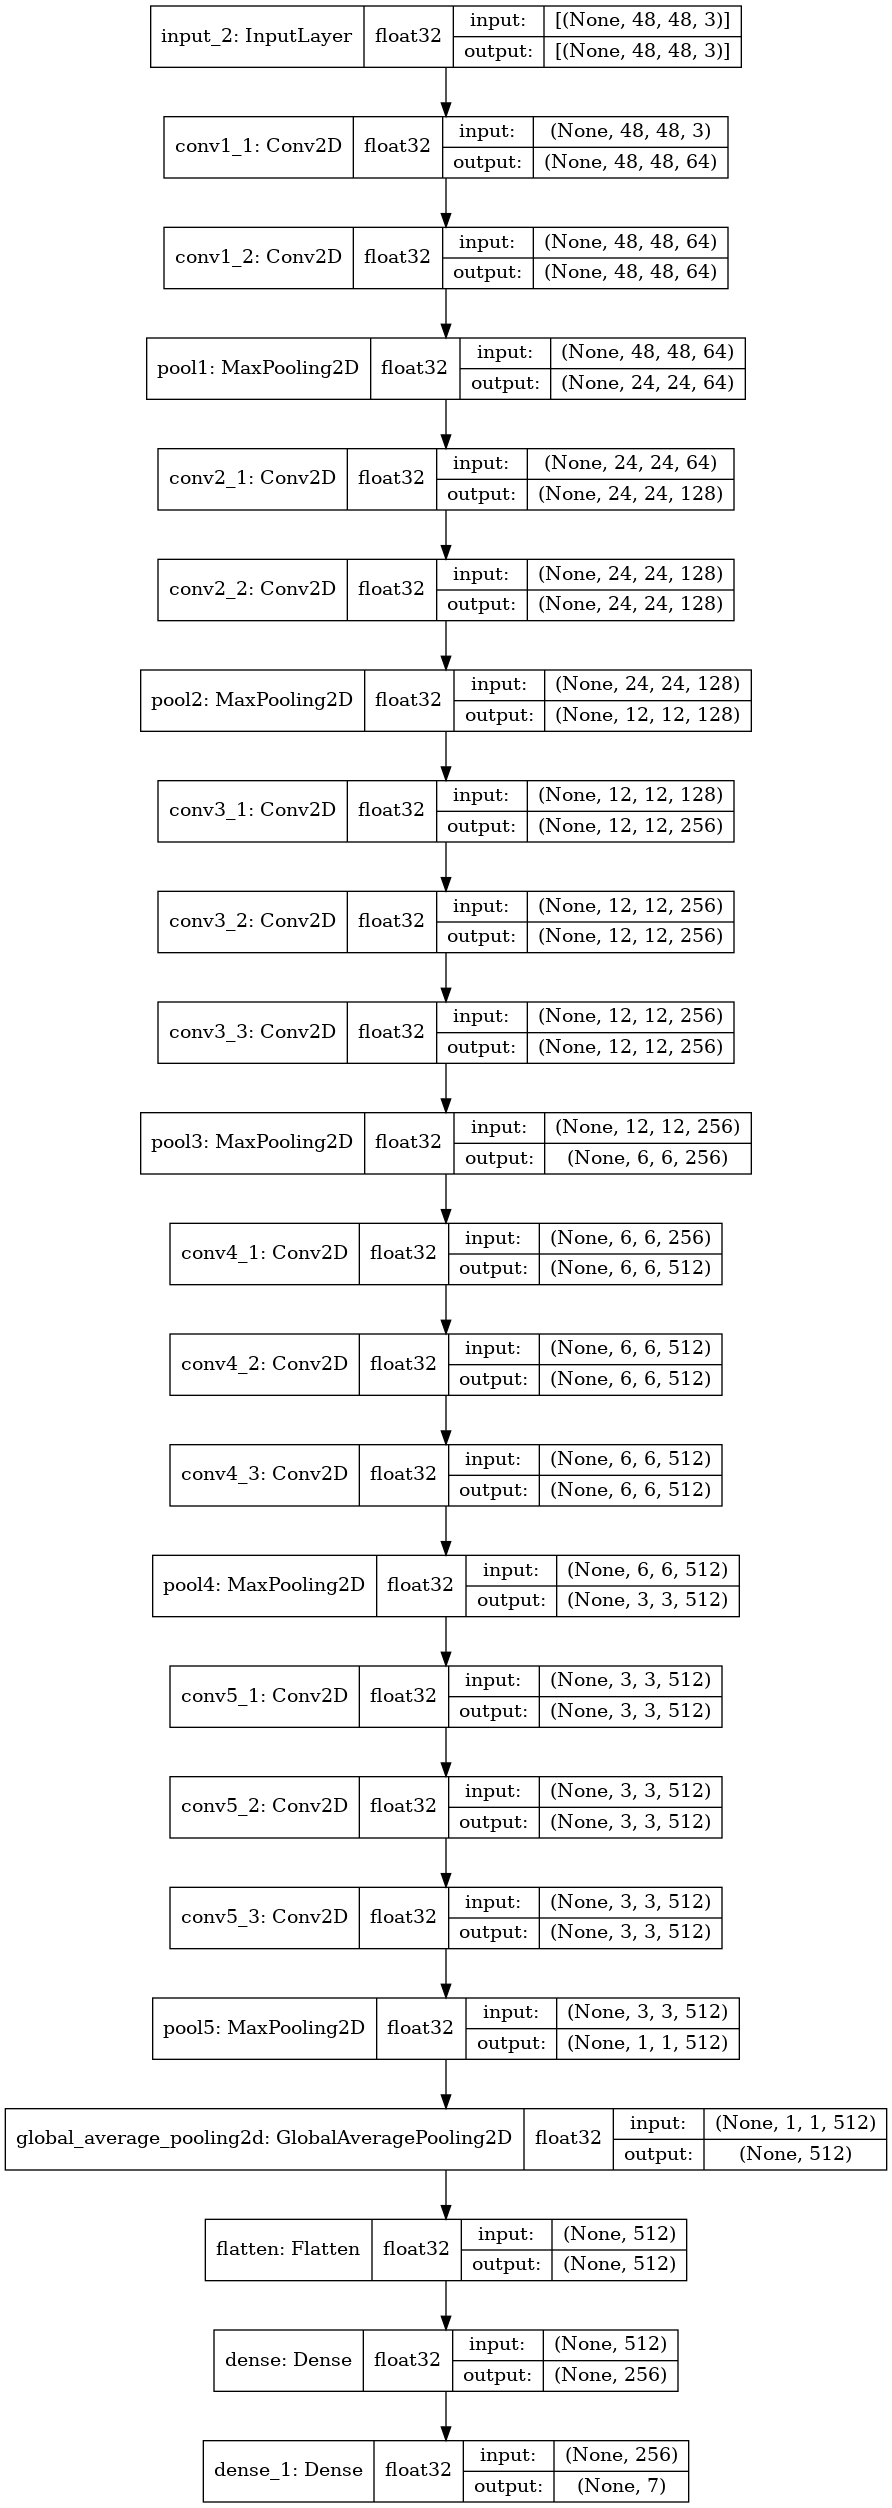 input_2: InputLayer float32 input: [(None, 48, 48, 3)]
output: [(None, 48, 48, 3)]
conv1_1: Conv2D float32 input: (None, 48, 48, 3)
output: (None, 48, 48, 64)
conv1_2: Conv2D float32 input: (None, 48, 48, 64)
output: (None, 48, 48, 64)
pool1: MaxPooling2D float32 input: (None, 48, 48, 64)
output: (None, 24, 24, 64)
conv2_1: Conv2D float32 input: (None, 24, 24, 64)
output: (None, 24, 24, 128)
conv2_2: Conv2D float32 input: (None, 24, 24, 128)
output: (None, 24, 24, 128)
pool2: MaxPooling2D float32 input: (None, 24, 24, 128)
output: (None, 12, 12, 128)
conv3_1: Conv2D float32 input: (None, 12, 12, 128)
output: (None, 12, 12, 256)
conv3_2: Conv2D float32 input: (None, 12, 12, 256)
output: (None, 12, 12, 256)
conv3_3: Conv2D float32 input: (None, 12, 12, 256)
output: (None, 12, 12, 256)
pool3: MaxPooling2D float32 input: (None, 12, 12, 256)
output: (None, 6, 6, 256)
conv4_1: Conv2D float32 input: (None, 6, 6, 256)
output: (None, 6, 6, 512)
conv4_2: Conv2D float32 input: (None, 6, 6, 512)
output: (None, 6, 6, 512)
conv4_3: Conv2D float32 input: (None, 6, 6, 512)
output: (None, 6, 6, 512)
pool4: MaxPooling2D float32 input: (None, 6, 6, 512)
output: (None, 3, 3, 512)
conv5_1: Conv2D float32 input: (None, 3, 3, 512)
output: (None, 3, 3, 512)
conv5_2: Conv2D float32 input: (None, 3, 3, 512)
output: (None, 3, 3, 512)
conv5_3: Conv2D float32 input: (None, 3, 3, 512)
output: (None, 3, 3, 512)
pool5: MaxPooling2D float32 input: (None, 3, 3, 512)
output: (None, 1, 1, 512)
global_average_pooling2d: GlobalAveragePooling2D float32 input: (None, 1, 1, 512)
output: (None, 512)
flatten: Flatten float32 input: (None, 512)
output: (None, 512)
dense: Dense float32 input: (None, 512)
output: (None, 256)
dense_1: Dense float32 input: (None, 256)
output: (None, 7)